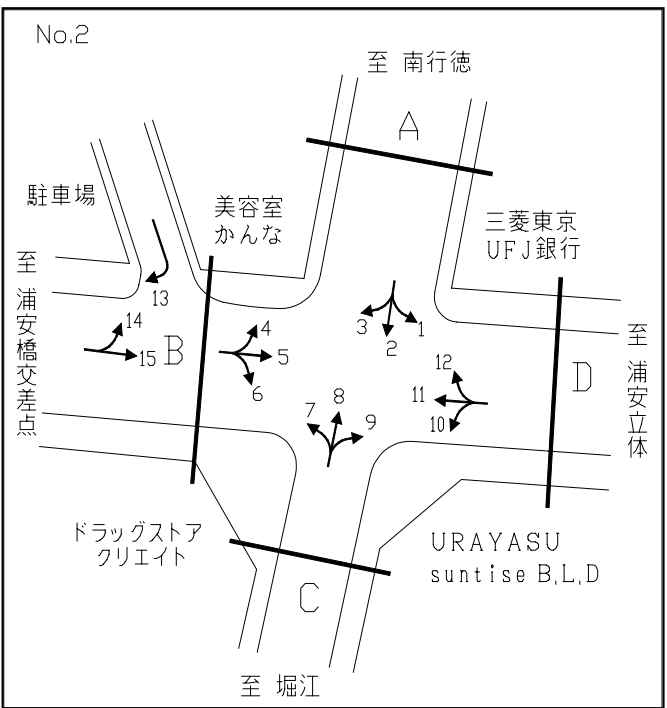 No.2
至 南行徳
A
駐車場
美容室
かんな
三菱東京
UFJ銀行
至 浦安橋交差点
13
14
15
B
4
5
6
3
2
1
至 浦安立体
D
12
11
10
7
8
9
ドラッグストア
クリエイト
URAYASU
suntise B,L,D
C
至 堀江